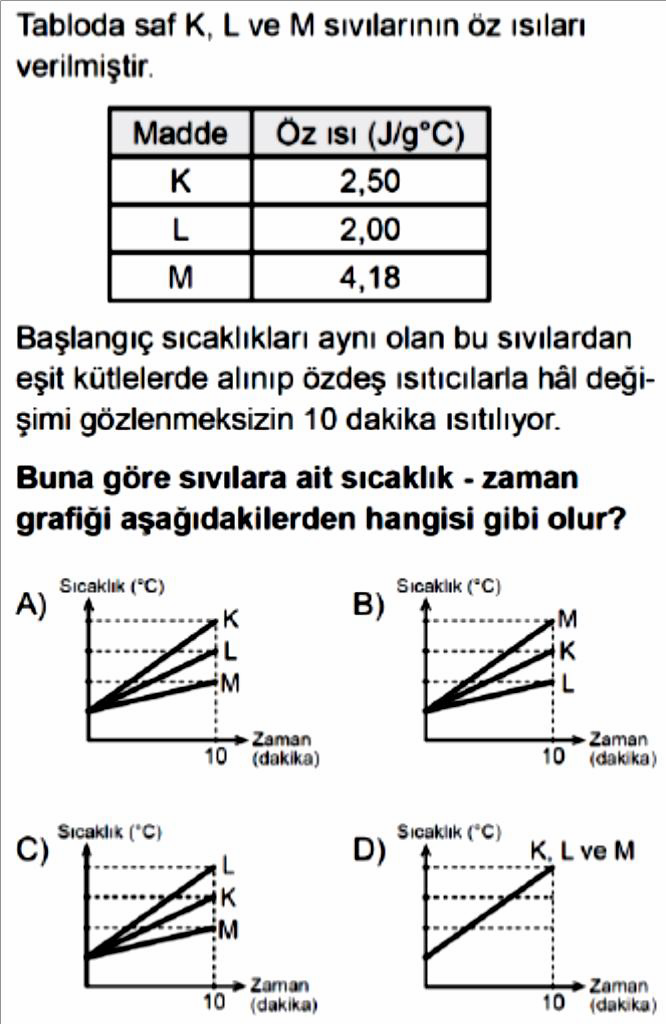 Tabloda saf K, L ve M sıvılarının öz ısıları
verilmiştir.
Madde Öz ısı (J/g°C)
K 2,50
L 2,00
M 4,18
Başlangıç sıcaklıkları aynı olan bu sıvılardan
eşit kütlelerde alınıp özdeş ısıtıcılarla hâl deği-
şimi gözlenmeksizin 10 dakika ısıtılıyor.
Buna göre sıvılara ait sıcaklık - zaman
grafiği aşağıdakilerden hangisi gibi olur?
A)
Sıcaklık (°C)
K
L
M
Zaman
10 (dakika)
B)
Sıcaklık (°C)
M
K
L
Zaman
10 (dakika)
C)
Sıcaklık (°C)
L
K
M
Zaman
10 (dakika)
D)
Sıcaklık (°C)
K, L ve M
Zaman
10 (dakika)